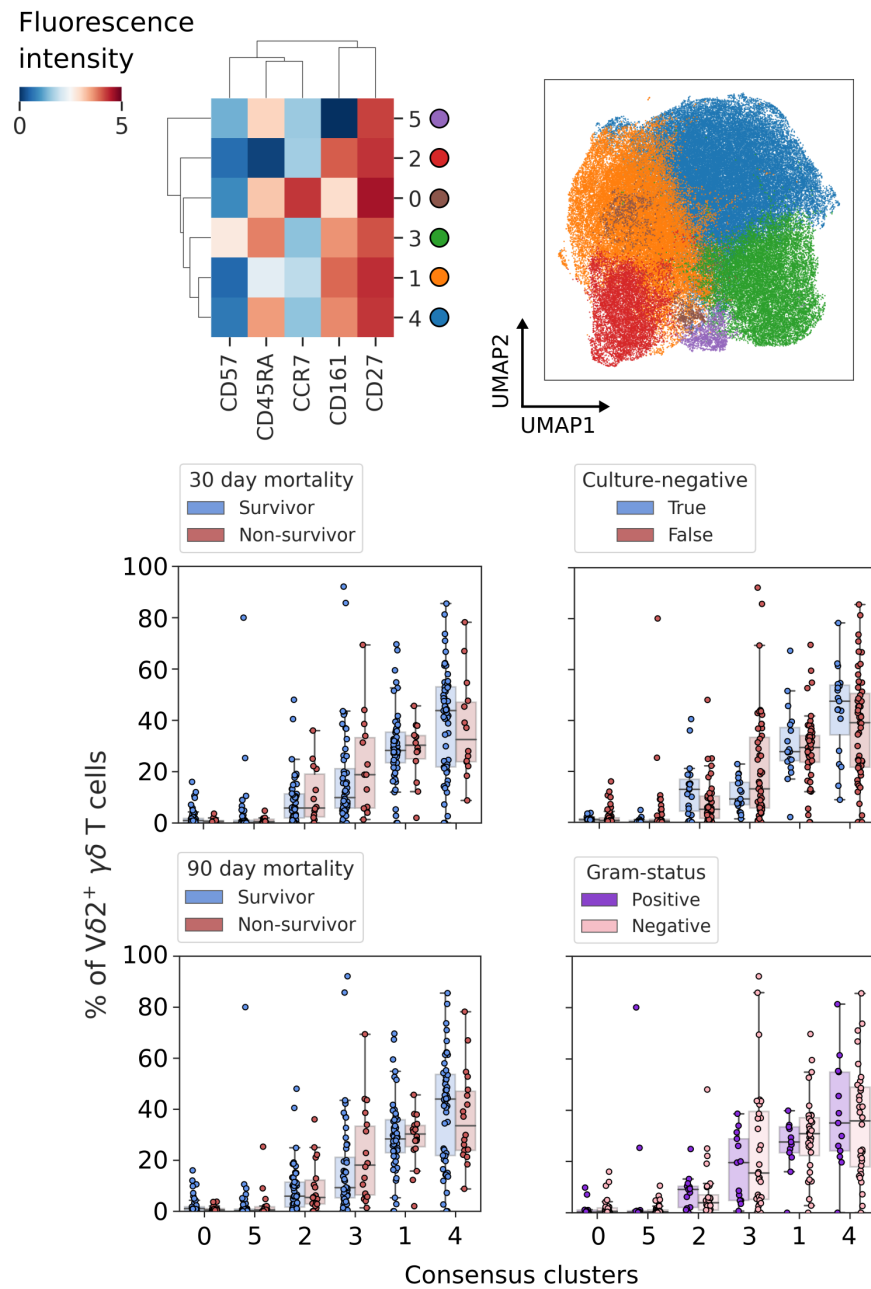 Fluorescence
intensity
0 5
5
2
0
3
1
4
CD57
CD45RA
CCR7
CD161
CD27
UMAP2
UMAP1
30 day mortality
Survivor
Non-survivor
Culture-negative
True
False
100
80
60
40
20
0
90 day mortality
Survivor
Non-survivor
Gram-status
Positive
Negative
100
80
60
40
20
0
% of Vδ2⁺ γδ T cells
0 5 2 3 1 4
0 5 2 3 1 4
Consensus clusters